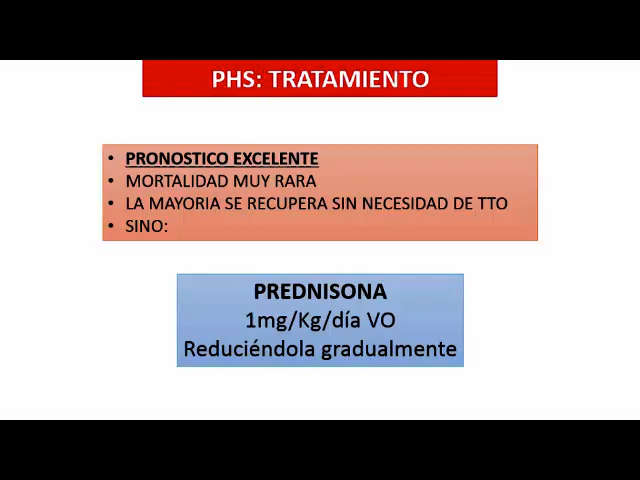 PHS: TRATAMIENTO
• PRONOSTICO EXCELENTE
• MORTALIDAD MUY RARA
• LA MAYORIA SE RECUPERA SIN NECESIDAD DE TTO
• SINO:
PREDNISONA
1mg/Kg/día VO
Reduciéndola gradualmente